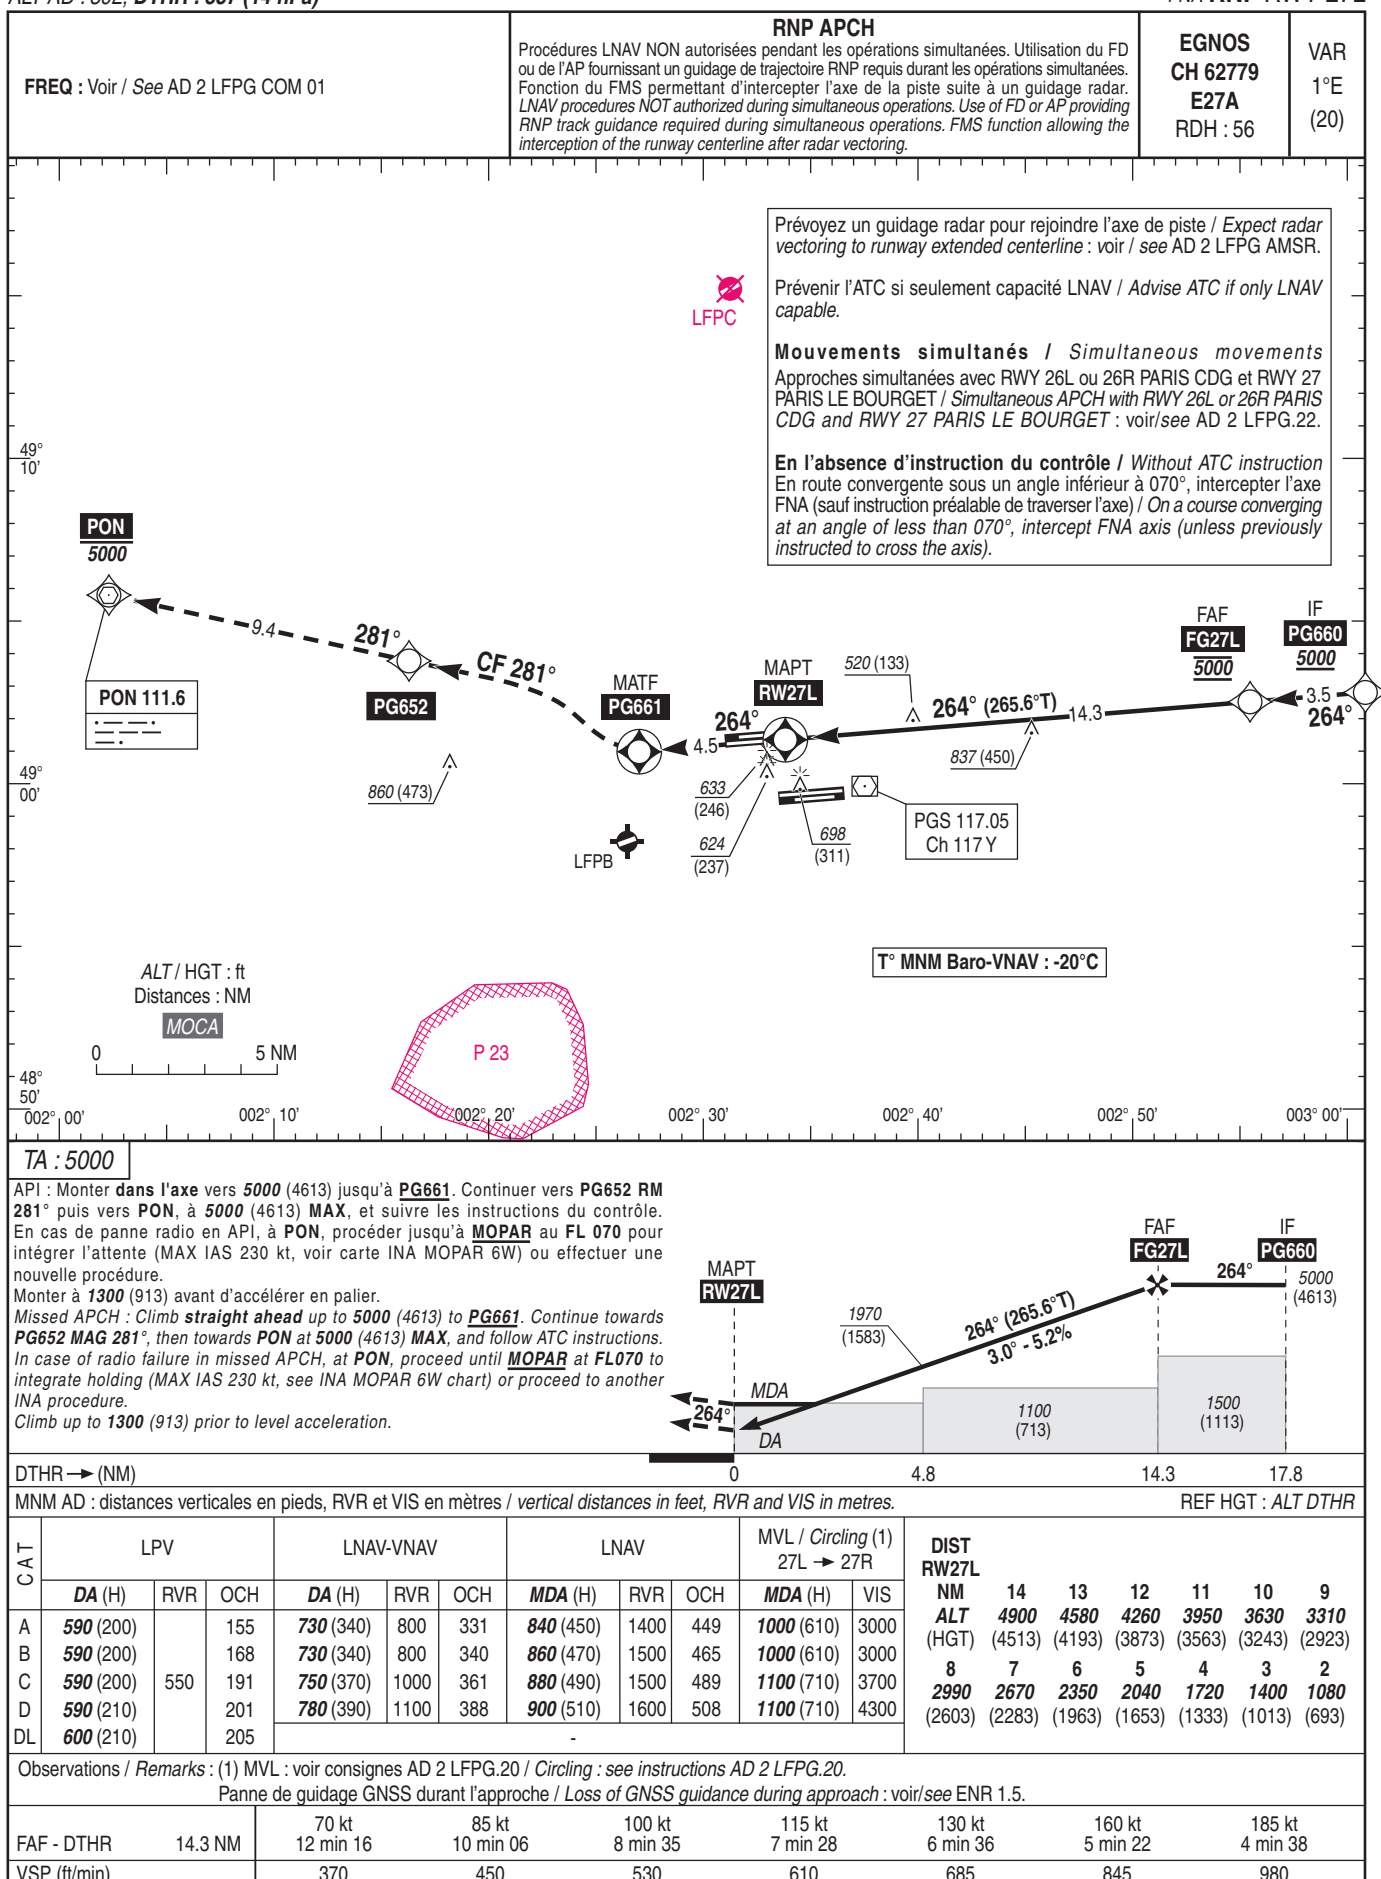 FREQ : Voir / See AD 2 LFPG COM 01
RNP APCH
Procédures LNAV NON autorisées pendant les opérations simultanées. Utilisation du FD
ou de l'AP fournissant un guidage de trajectoire RNP requis durant les opérations simultanées.
Fonction du FMS permettant d'intercepter l'axe de la piste suite à un guidage radar.
LNAV procedures NOT authorized during simultaneous operations. Use of FD or AP providing
RNP track guidance required during simultaneous operations. FMS function allowing the
interception of the runway centerline after radar vectoring.
EGNOS
CH 62779
E27A
RDH : 56
VAR
1°E
(20)
Prévoyez un guidage radar pour rejoindre l'axe de piste / Expect radar
vectoring to runway extended centerline : voir / see AD 2 LFPG AMSR.
Prévenir l'ATC si seulement capacité LNAV / Advise ATC if only LNAV
capable.
Mouvements simultanés / Simultaneous movements
Approches simultanées avec RWY 26L ou 26R PARIS CDG et RWY 27
PARIS LE BOURGET / Simultaneous APCH with RWY 26L or 26R PARIS
CDG and RWY 27 PARIS LE BOURGET : voir/see AD 2 LFPG.22.
En l'absence d'instruction du contrôle / Without ATC instruction
En route convergente sous un angle inférieur à 070°, intercepter l'axe
FNA (sauf instruction préalable de traverser l'axe) / On a course converging
at an angle of less than 070°, intercept FNA axis (unless previously
instructed to cross the axis).
LFPC
49°
10'
PON
5000
9.4
281°
CF 281°
PON 111.6
PG652
MATF
PG661
264°
4.5
MAPT
RW27L
520 (133)
264° (265.6°T)
14.3
FAF
FG27L
5000
IF
PG660
5000
3.5
264°
837 (450)
860 (473)
633
(246)
624
(237)
698
(311)
PGS 117.05
Ch 117 Y
LFPB
49°
00'
T° MNM Baro-VNAV : -20°C
ALT / HGT : ft
Distances : NM
MOCA
0 5 NM
P 23
48°
50'
002° 00' 002° 10' 002° 20' 002° 30' 002° 40' 002° 50' 003° 00'
TA : 5000
API : Monter dans l'axe vers 5000 (4613) jusqu'à PG661. Continuer vers PG652 RM
281° puis vers PON, à 5000 (4613) MAX, et suivre les instructions du contrôle.
En cas de panne radio en API, à PON, procéder jusqu'à MOPAR au FL 070 pour
intégrer l'attente (MAX IAS 230 kt, voir carte INA MOPAR 6W) ou effectuer une
nouvelle procédure.
Monter à 1300 (913) avant d'accélérer en palier.
Missed APCH : Climb straight ahead up to 5000 (4613) to PG661. Continue towards
PG652 MAG 281°, then towards PON at 5000 (4613) MAX, and follow ATC instructions.
In case of radio failure in missed APCH, at PON, proceed until MOPAR at FL070 to
integrate holding (MAX IAS 230 kt, see INA MOPAR 6W chart) or proceed to another
INA procedure.
Climb up to 1300 (913) prior to level acceleration.
MAPT
RW27L
FAF
FG27L
IF
PG660
264°
5000
(4613)
1970
(1583)
264° (265.6°T)
3.0° - 5.2%
MDA
264°
DA
1100
(713)
1500
(1113)
DTHR (NM) 0 4.8 14.3 17.8
MNM AD : distances verticales en pieds, RVR et VIS en mètres / vertical distances in feet, RVR and VIS in metres. REF HGT : ALT DTHR
CAT LPV LNAV-VNAV LNAV MVL / Circling (1)
27L → 27R
DA (H) RVR OCH DA (H) RVR OCH MDA (H) RVR OCH MDA (H) VIS
A 590 (200) 155 730 (340) 800 331 840 (450) 1400 449 1000 (610) 3000
B 590 (200) 168 730 (340) 800 340 860 (470) 1500 465 1000 (610) 3000
C 590 (200) 550 191 750 (370) 1000 361 880 (490) 1500 489 1100 (710) 3700
D 590 (210) 201 780 (390) 1100 388 900 (510) 1600 508 1100 (710) 4300
DL 600 (210) 205 -
DIST
RW27L
NM 14 13 12 11 10 9
ALT 4900 4580 4260 3950 3630 3310
(HGT) (4513) (4193) (3873) (3563) (3243) (2923)
8 7 6 5 4 3 2
2990 2670 2350 2040 1720 1400 1080
(2603) (2283) (1963) (1653) (1333) (1013) (693)
Observations / Remarks : (1) MVL : voir consignes AD 2 LFPG.20 / Circling : see instructions AD 2 LFPG.20.
Panne de guidage GNSS durant l'approche / Loss of GNSS guidance during approach : voir/see ENR 1.5.
70 kt 85 kt 100 kt 115 kt 130 kt 160 kt 185 kt
FAF - DTHR 14.3 NM 12 min 16 10 min 06 8 min 35 7 min 28 6 min 36 5 min 22 4 min 38
VSP (ft/min) 370 450 530 610 685 845 980